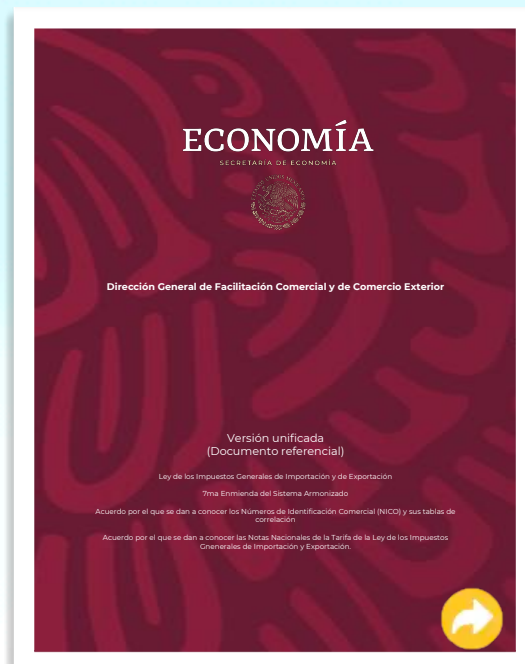 ECONOMÍA
SECRETARÍA DE ECONOMÍA
Dirección General de Facilitación Comercial y de Comercio Exterior
Versión unificada
(Documento referencial)
Ley de los Impuestos Generales de Importación y de Exportación
7ma Enmienda del Sistema Armonizado
Acuerdo por el que se dan a conocer los Números de Identificación Comercial (NICO) y sus tablas de
correlación
Acuerdo por el que se dan a conocer las Notas Nacionales de la Tarifa de la Ley de los Impuestos
Gnenerales de Importación y Exportación.